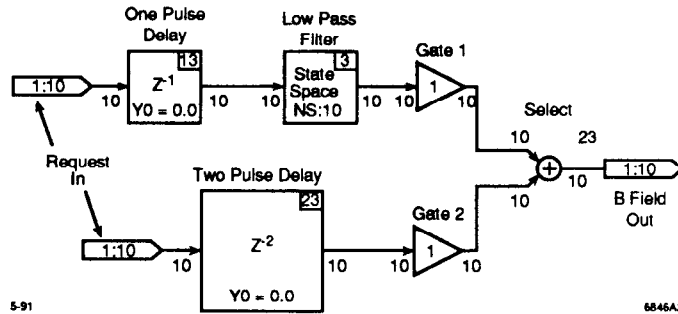 One Pulse
Delay
Low Pass
Filter
13
3
Gate 1
1:10
10
Z⁻¹
Y0 = 0.0
10
10
State
Space
NS:10
10
10
1
10
Select
Request
In
10
23
+
10
1:10
10
B Field
Out
Two Pulse Delay
23
Gate 2
1:10
10
Z⁻²
10
10
1
10
Y0 = 0.0
5-91
6846A2